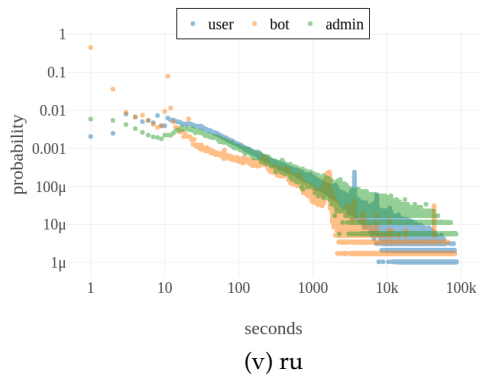 user bot admin
1
0.1
0.01
0.001
100μ
10μ
1μ
probability
1 10 100 1000 10k 100k
seconds
(v) ru